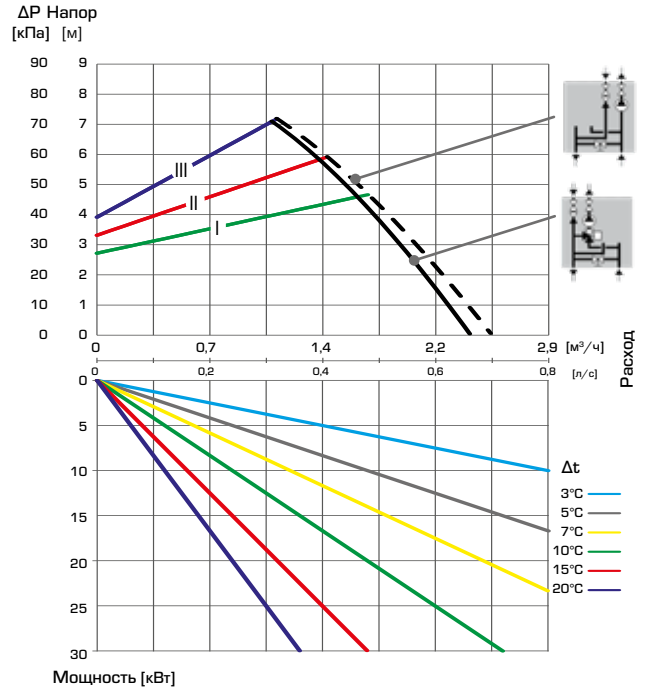 ΔP Напор
[кПа] [м]
90 9
80 8
70 7
60 6
50 5
40 4
30 3
20 2
10 1
0 0
III
II
I
0 0,7 1,4 2,2 2,9 [м³/ч]
0 0,2 0,4 0,6 0,8 [л/с]
Расход
0
5
10
15
20
25
30
Δt
3°C
5°C
7°C
10°C
15°C
20°C
Мощность [кВт]